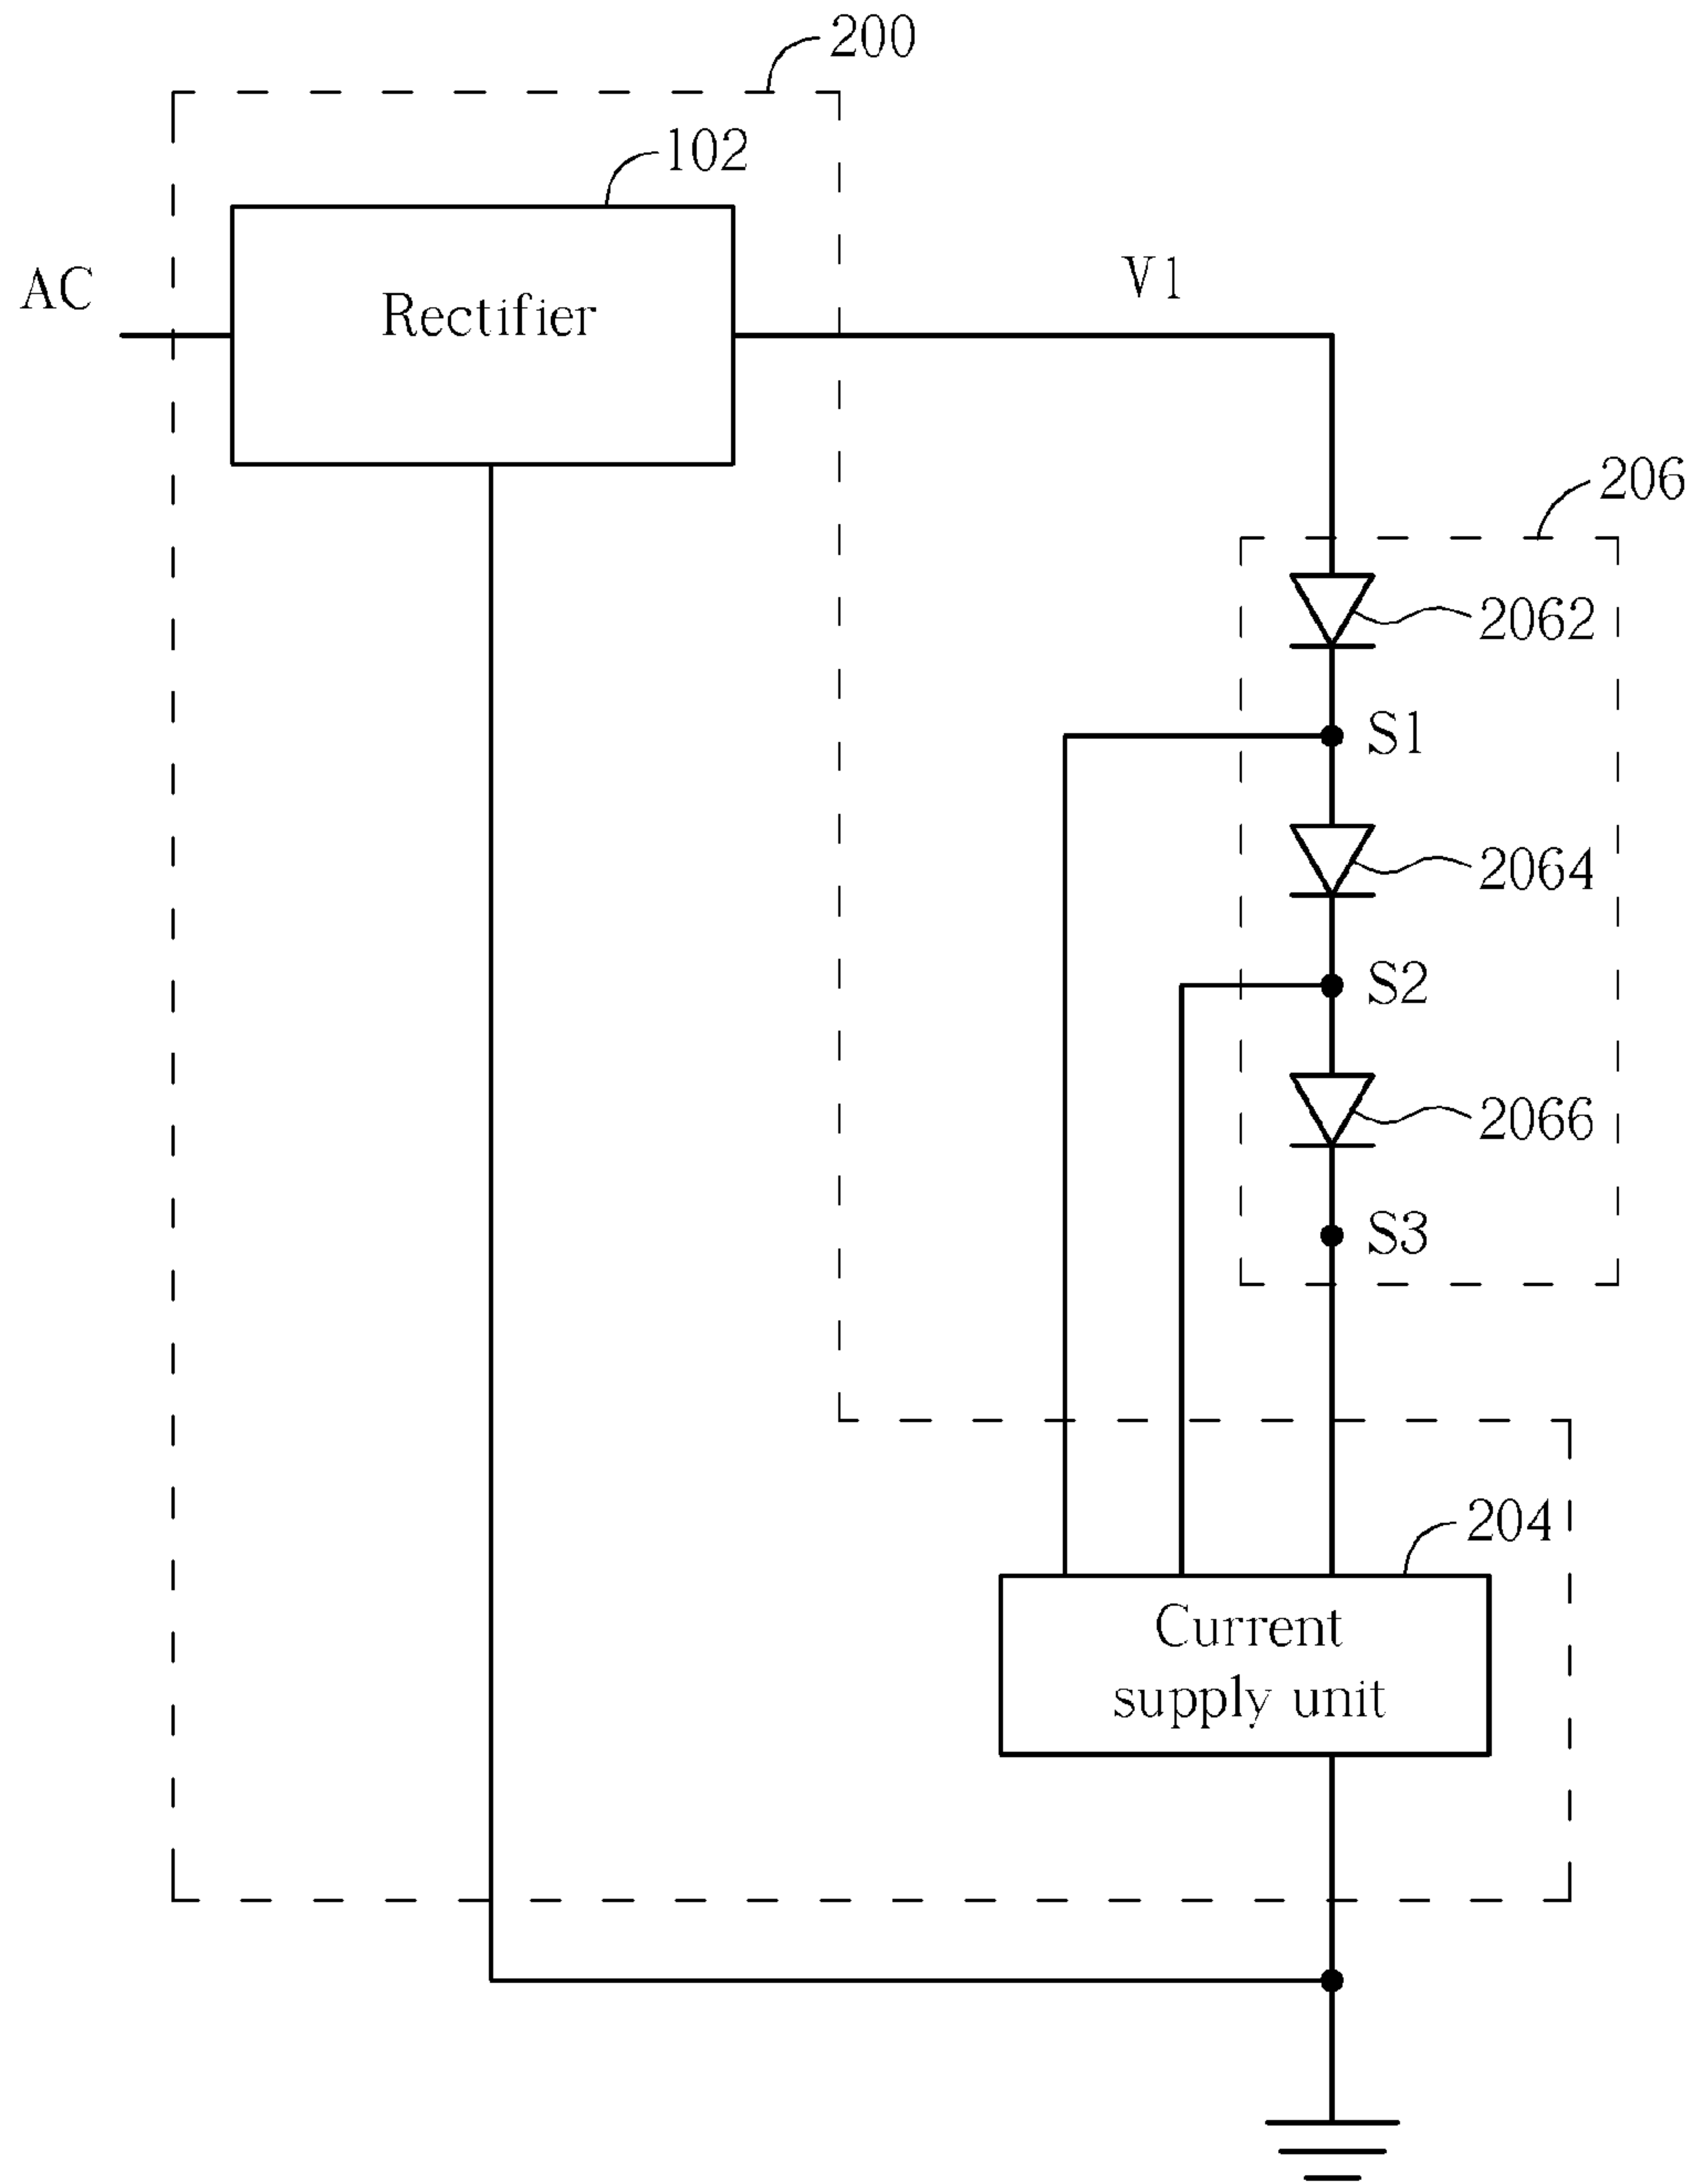 200
102
AC
Rectifier
V1
206
2062
S1
2064
S2
2066
S3
204
Current
supply unit